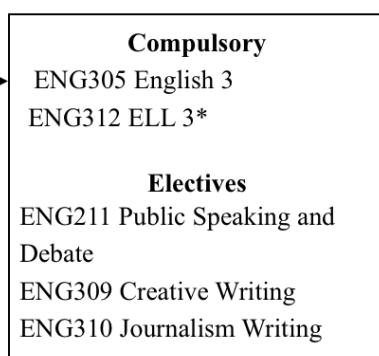 Compulsory
ENG305 English 3
ENG312 ELL 3*
Electives
ENG211 Public Speaking and
Debate
ENG309 Creative Writing
ENG310 Journalism Writing